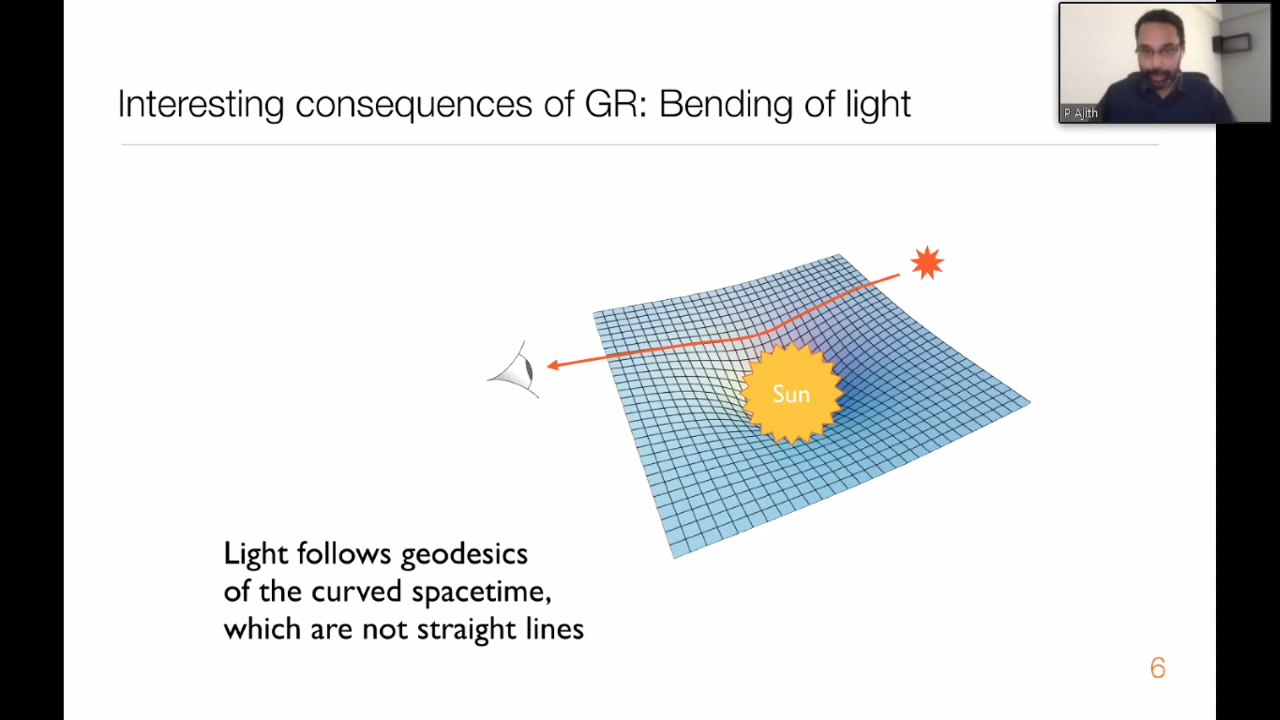 Interesting consequences of GR: Bending of light
P Ajith
Sun
Light follows geodesics
of the curved spacetime,
which are not straight lines
6